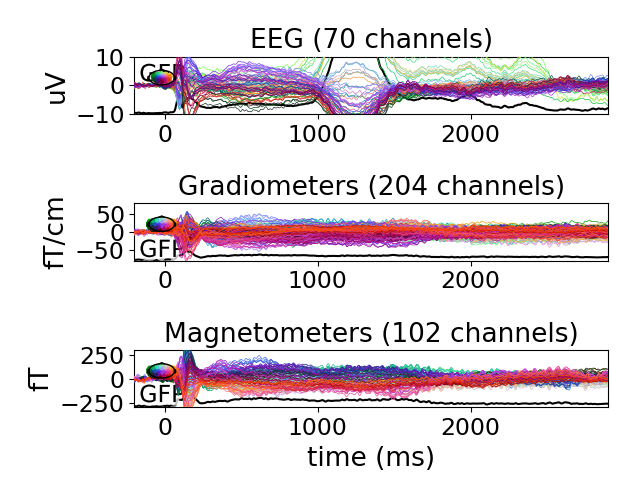 EEG (70 channels)
10
0
−10
uV
GFP
0 1000 2000
Gradiometers (204 channels)
50
0
−50
fT/cm
GFP
0 1000 2000
Magnetometers (102 channels)
250
0
−250
fT
GFP
0 1000 2000
time (ms)